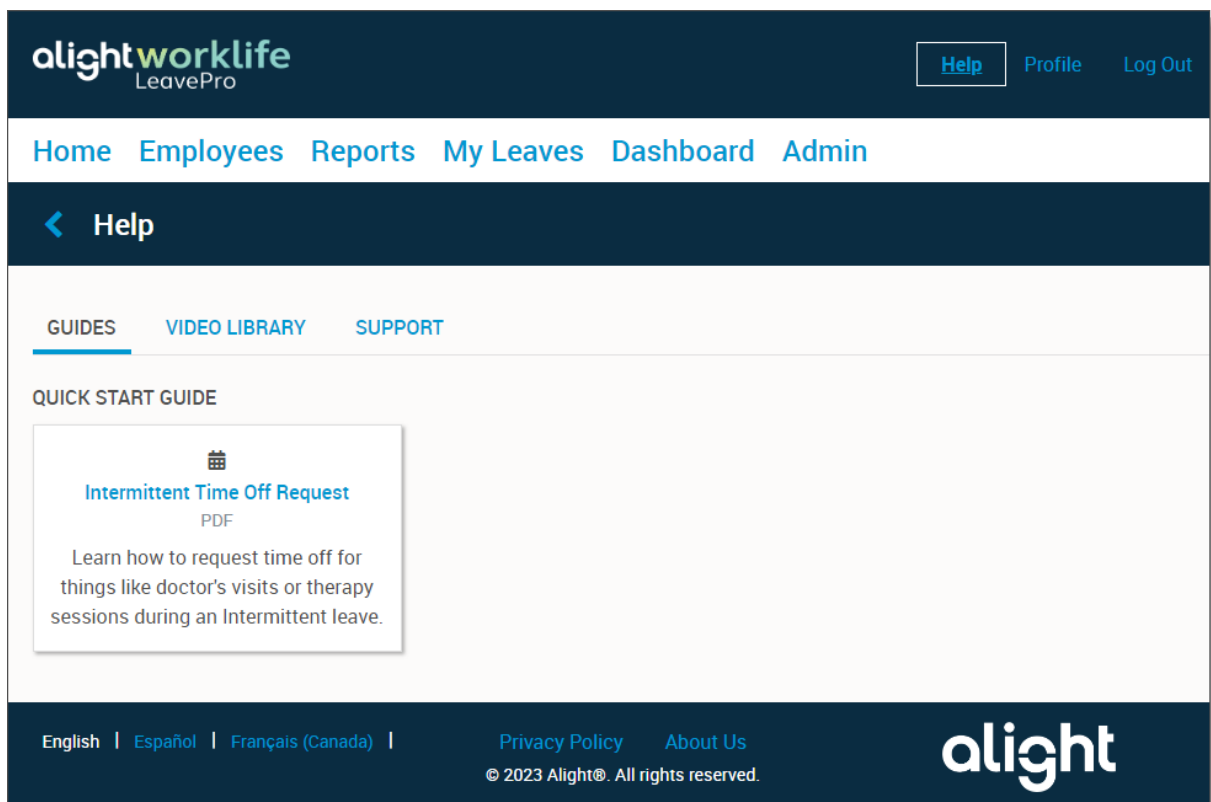 alight worklife
LeavePro
Help Profile Log Out
Home Employees Reports My Leaves Dashboard Admin
Help
GUIDES VIDEO LIBRARY SUPPORT
QUICK START GUIDE
Intermittent Time Off Request
PDF
Learn how to request time off for
things like doctor's visits or therapy
sessions during an Intermittent leave.
English | Español | Français (Canada) | Privacy Policy About Us
© 2023 Alight®. All rights reserved.
alight